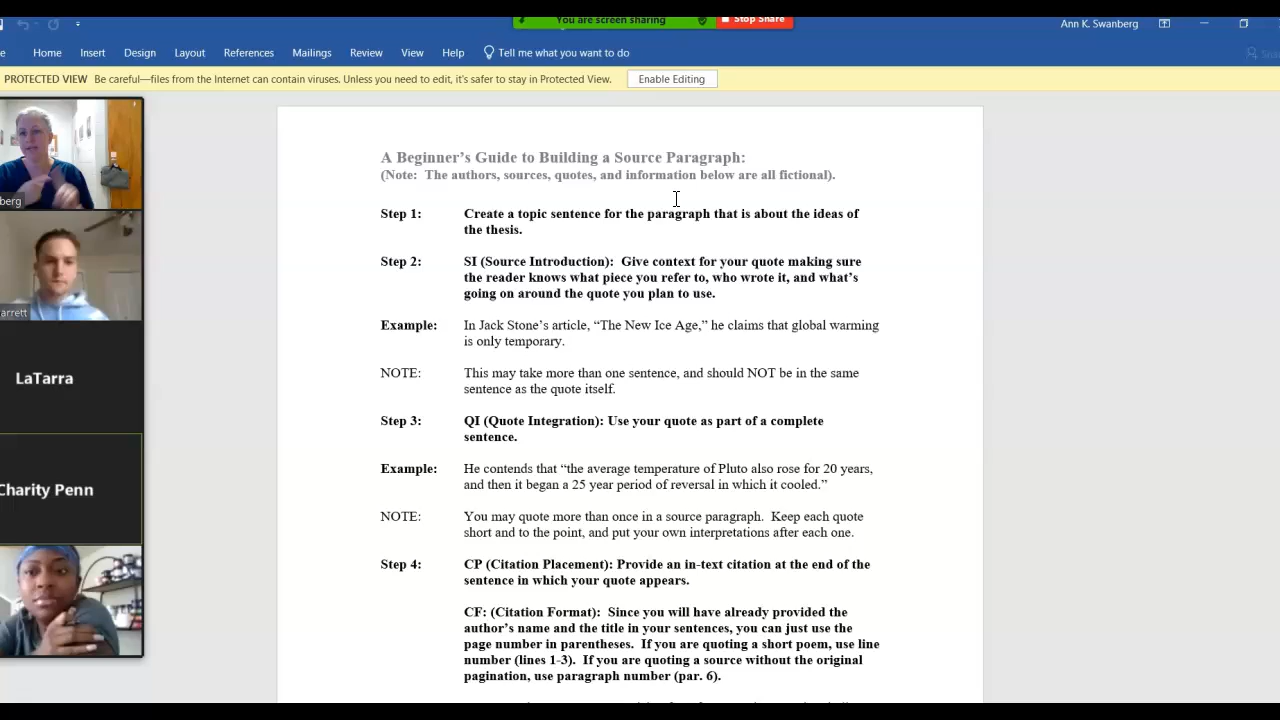 You are screen sharing Stop Share
Ann K. Swanberg
Home Insert Design Layout References Mailings Review View Help Tell me what you want to do
PROTECTED VIEW Be careful—files from the Internet can contain viruses. Unless you need to edit, it's safer to stay in Protected View. Enable Editing
A Beginner's Guide to Building a Source Paragraph:
(Note: The authors, sources, quotes, and information below are all fictional).
Step 1: Create a topic sentence for the paragraph that is about the ideas of
the thesis.
Step 2: SI (Source Introduction): Give context for your quote making sure
the reader knows what piece you refer to, who wrote it, and what's
going on around the quote you plan to use.
Example: In Jack Stone's article, “The New Ice Age,” he claims that global warming
is only temporary.
NOTE: This may take more than one sentence, and should NOT be in the same
sentence as the quote itself.
Step 3: QI (Quote Integration): Use your quote as part of a complete
sentence.
Example: He contends that “the average temperature of Pluto also rose for 20 years,
and then it began a 25 year period of reversal in which it cooled.”
NOTE: You may quote more than once in a source paragraph. Keep each quote
short and to the point, and put your own interpretations after each one.
Step 4: CP (Citation Placement): Provide an in-text citation at the end of the
sentence in which your quote appears.
CF: (Citation Format): Since you will have already provided the
author's name and the title in your sentences, you can just use the
page number in parentheses. If you are quoting a short poem, use line
number (lines 1-3). If you are quoting a source without the original
pagination, use paragraph number (par. 6).
berg
arrett
LaTarra
Charity Penn